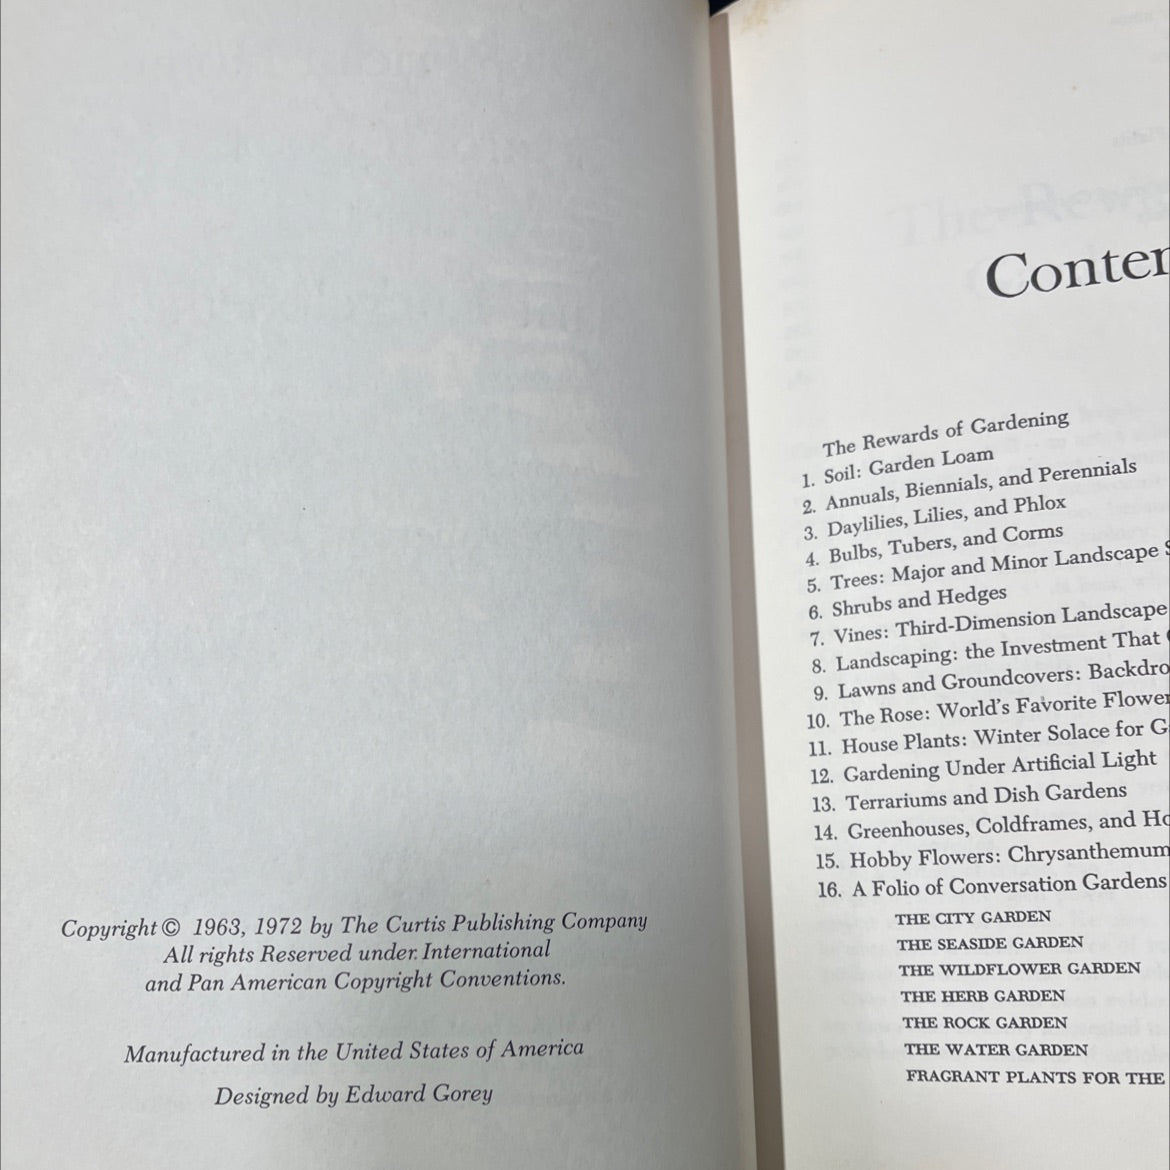 Copyright © 1963, 1972 by The Curtis Publishing Company
All rights Reserved under International
and Pan American Copyright Conventions.
Manufactured in the United States of America
Designed by Edward Gorey
The Rewards of Gardening
1. Soil: Garden Loam
2. Annuals, Biennials, and Perennials
3. Daylilies, Lilies, and Phlox
4. Bulbs, Tubers, and Corms
5. Trees: Major and Minor Landscape
6. Shrubs and Hedges
7. Vines: Third-Dimension Landscape
8. Landscaping: the Investment That
9. Lawns and Groundcovers:
10. The Rose: World's Favorite
11. House Plants: Winter Solace for
12. Gardening Under Artificial Light
13. Terrariums and Dish Gardens
14. Greenhouses, Coldframes, and
15. Hobby Flowers:
16. A Folio of Conversation Gardens
THE CITY GARDEN
THE SEASIDE GARDEN
THE WILDFLOWER GARDEN
THE HERB GARDEN
THE ROCK GARDEN
THE WATER GARDEN
FRAGRANT PLANTS FOR THE